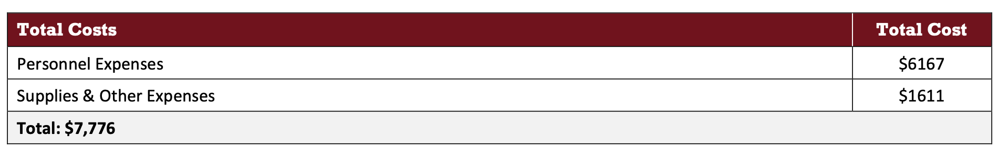 Total Costs Total Cost
Personnel Expenses $6167
Supplies & Other Expenses $1611
Total: $7,776